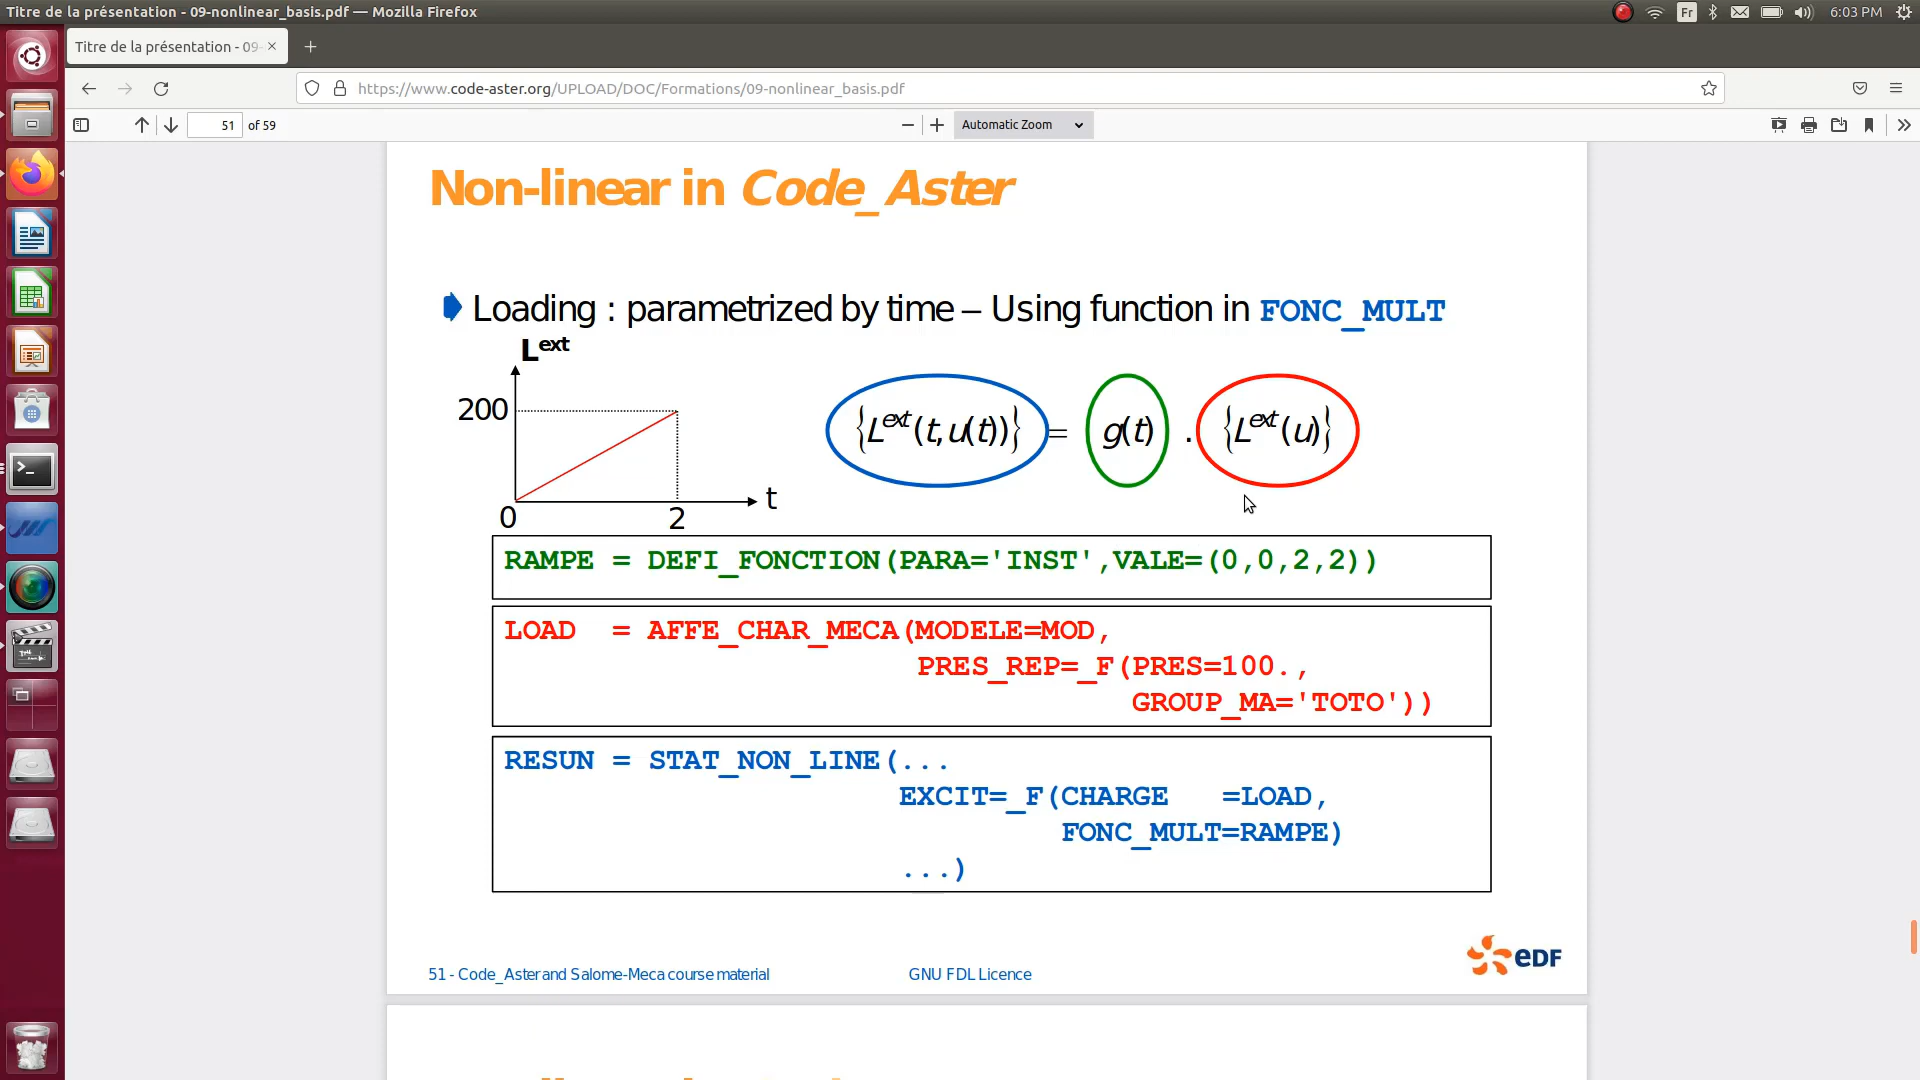 Titre de la présentation - 09-nonlinear_basis.pdf — Mozilla Firefox
Fr
6:03 PM
Titre de la présentation - 09-
https://www.code-aster.org/UPLOAD/DOC/Formations/09-nonlinear_basis.pdf
51 of 59
Automatic Zoom
Non-linear in Code_Aster
Loading : parametrized by time – Using function in FONC_MULT
L^ext
200
0
2
t
{L^ext(t,u(t))} = g(t) . {L^ext(u)}
RAMPE = DEFI_FONCTION(PARA='INST',VALE=(0,0,2,2))
LOAD = AFFE_CHAR_MECA(MODELE=MOD,
PRES_REP=_F(PRES=100.,
GROUP_MA='TOTO'))
RESUN = STAT_NON_LINE(...
EXCIT=_F(CHARGE =LOAD,
FONC_MULT=RAMPE)
...)
eDF
51 - Code_Aster and Salome-Meca course material
GNU FDL Licence